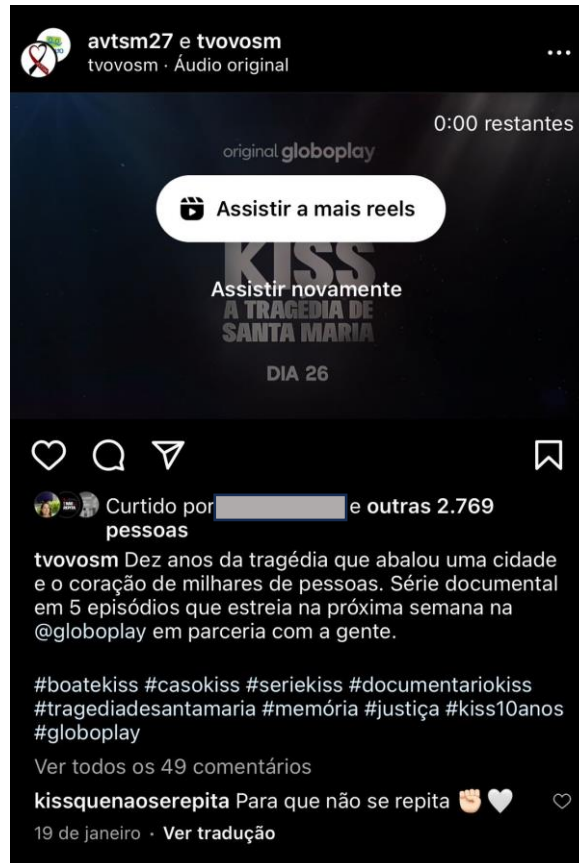 avtsm27 e tvovosm
tvovosm · Áudio original
0:00 restantes
original globoplay
Assistir a mais reels
KISS
Assistir novamente
A TRAGÉDIA DE
SANTA MARIA
DIA 26
Curtido por e outras 2.769
pessoas
tvovosm Dez anos da tragédia que abalou uma cidade
e o coração de milhares de pessoas. Série documental
em 5 episódios que estreia na próxima semana na
@globoplay em parceria com a gente.
#boatekiss #casokiss #seriekiss #documentariokiss
#tragediadesantamaria #memória #justiça #kiss10anos
#globoplay
Ver todos os 49 comentários
kissquenaoserepita Para que não se repita ✊🏻🤍
19 de janeiro · Ver tradução